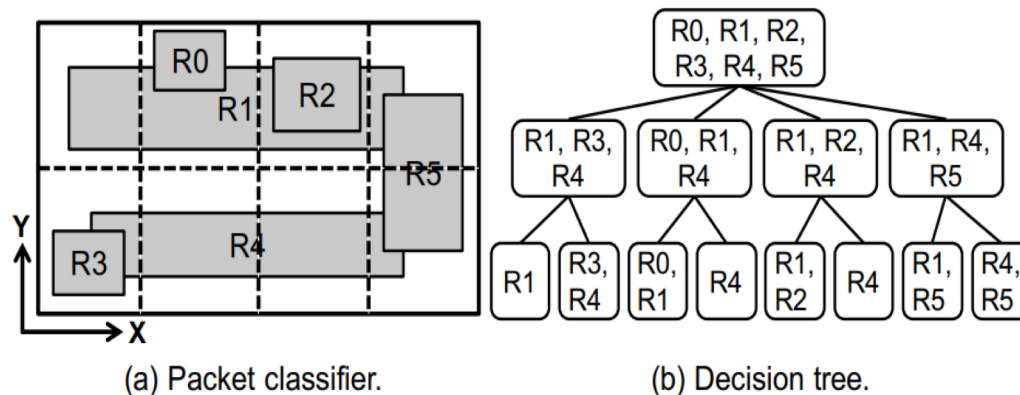 R0
R1
R2
R5
R4
R3
Y
X
(a) Packet classifier.
R0, R1, R2,
R3, R4, R5
R1, R3,
R4
R0, R1,
R4
R1, R2,
R4
R1, R4,
R5
R1
R3,
R4
R0,
R1
R4
R1,
R2
R4
R1,
R5
R4,
R5
(b) Decision tree.